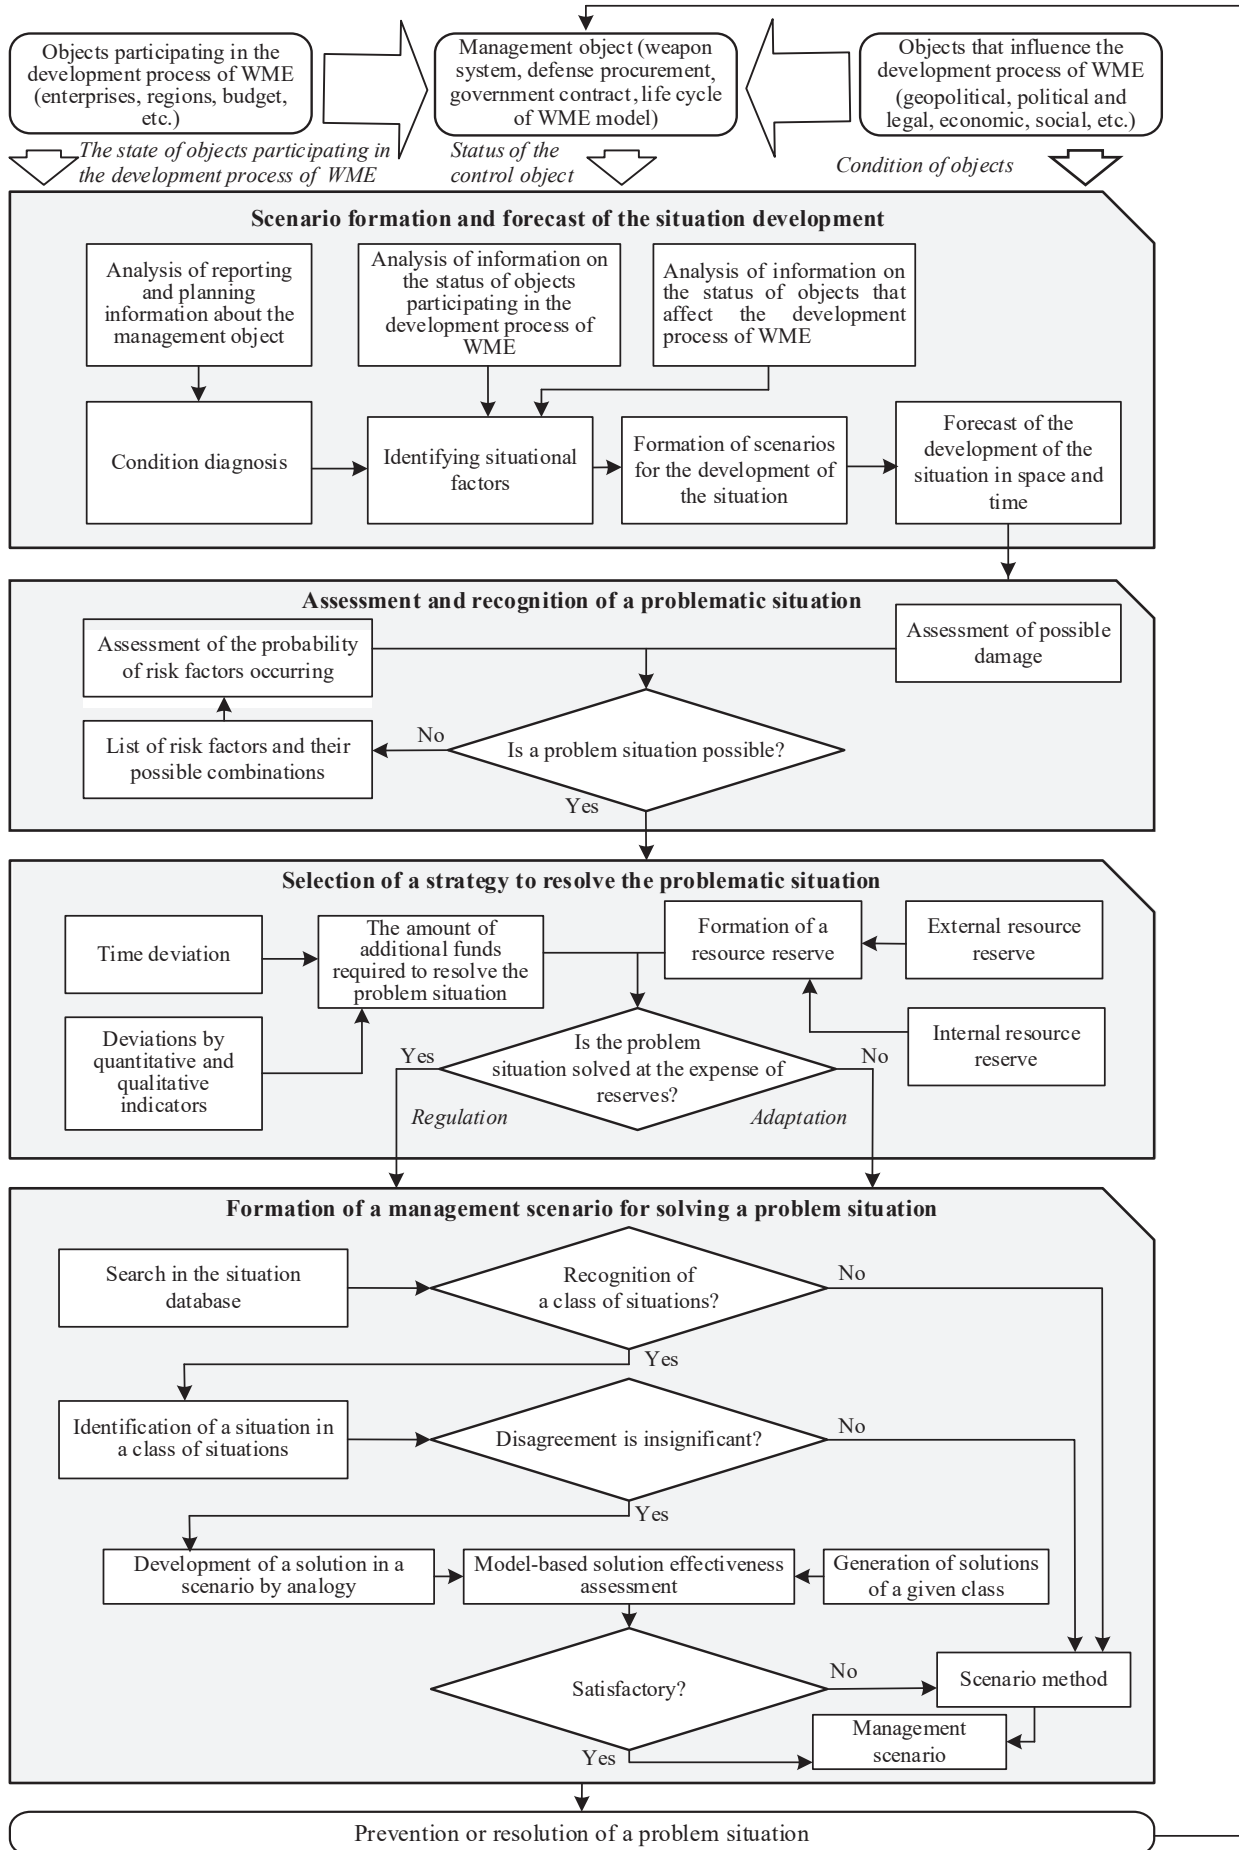 Objects participating in the
development process of WME
(enterprises, regions, budget,
etc.)
Management object (weapon
system, defense procurement,
government contract, life cycle
of WME model)
Objects that influence the
development process of WME
(geopolitical, political and
legal, economic, social, etc.)
The state of objects participating in
the development process of WME
Status of the
control object
Condition of objects
Scenario formation and forecast of the situation development
Analysis of reporting
and planning
information about the
management object
Analysis of information on
the status of objects
participating in the
development process of
WME
Analysis of information on
the status of objects that
affect the development
process of WME
Condition diagnosis
Identifying situational
factors
Formation of scenarios
for the development of
the situation
Forecast of the
development of the
situation in space and
time
Assessment and recognition of a problematic situation
Assessment of the probability
of risk factors occurring
Assessment of possible
damage
List of risk factors and their
possible combinations
No
Is a problem situation possible?
Yes
Selection of a strategy to resolve the problematic situation
Time deviation
The amount of
additional funds
required to resolve the
problem situation
Formation of a
resource reserve
External resource
reserve
Deviations by
quantitative and
qualitative
indicators
Yes
Is the problem
situation solved at the expense of
reserves?
No
Internal resource
reserve
Regulation
Adaptation
Formation of a management scenario for solving a problem situation
Search in the situation
database
Recognition of
a class of situations?
No
Yes
Identification of a situation in
a class of situations
Disagreement is insignificant?
No
Yes
Development of a solution in a
scenario by analogy
Model-based solution effectiveness
assessment
Generation of solutions
of a given class
Satisfactory?
No
Scenario method
Yes
Management
scenario
Prevention or resolution of a problem situation